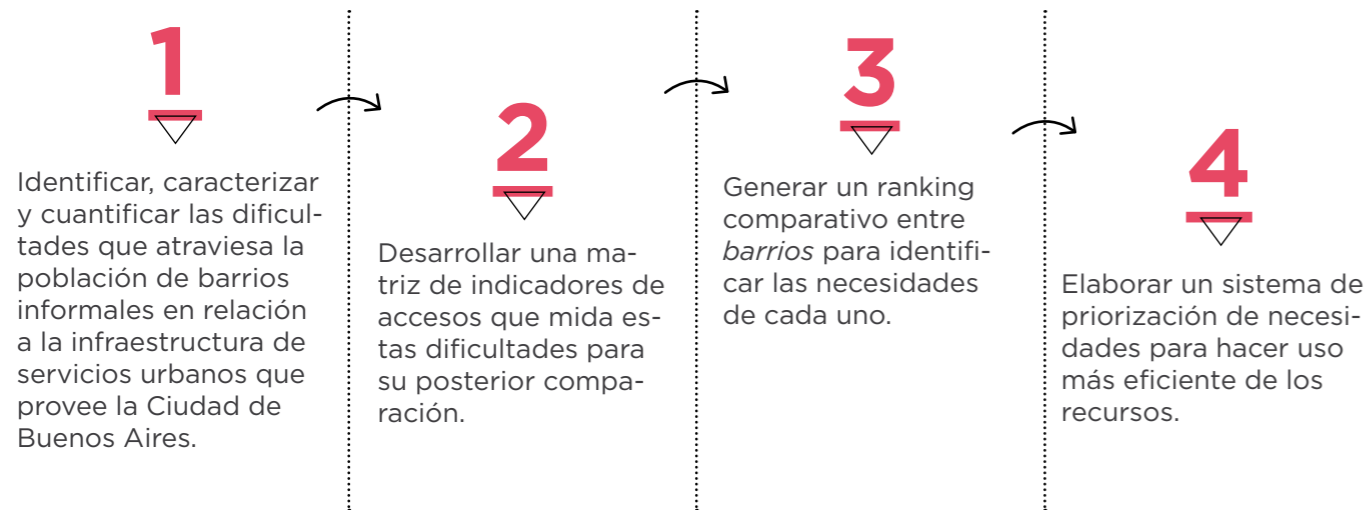 1
Identificar, caracterizar
y cuantificar las dificul-
tades que atraviesa la
población de barrios
informales en relación
a la infraestructura de
servicios urbanos que
provee la Ciudad de
Buenos Aires.
2
Desarrollar una ma-
triz de indicadores de
accesos que mida es-
tas dificultades para
su posterior compa-
ración.
3
Generar un ranking
comparativo entre
barrios para identifi-
car las necesidades
de cada uno.
4
Elaborar un sistema de
priorización de necesi-
dades para hacer uso
más eficiente de los
recursos.